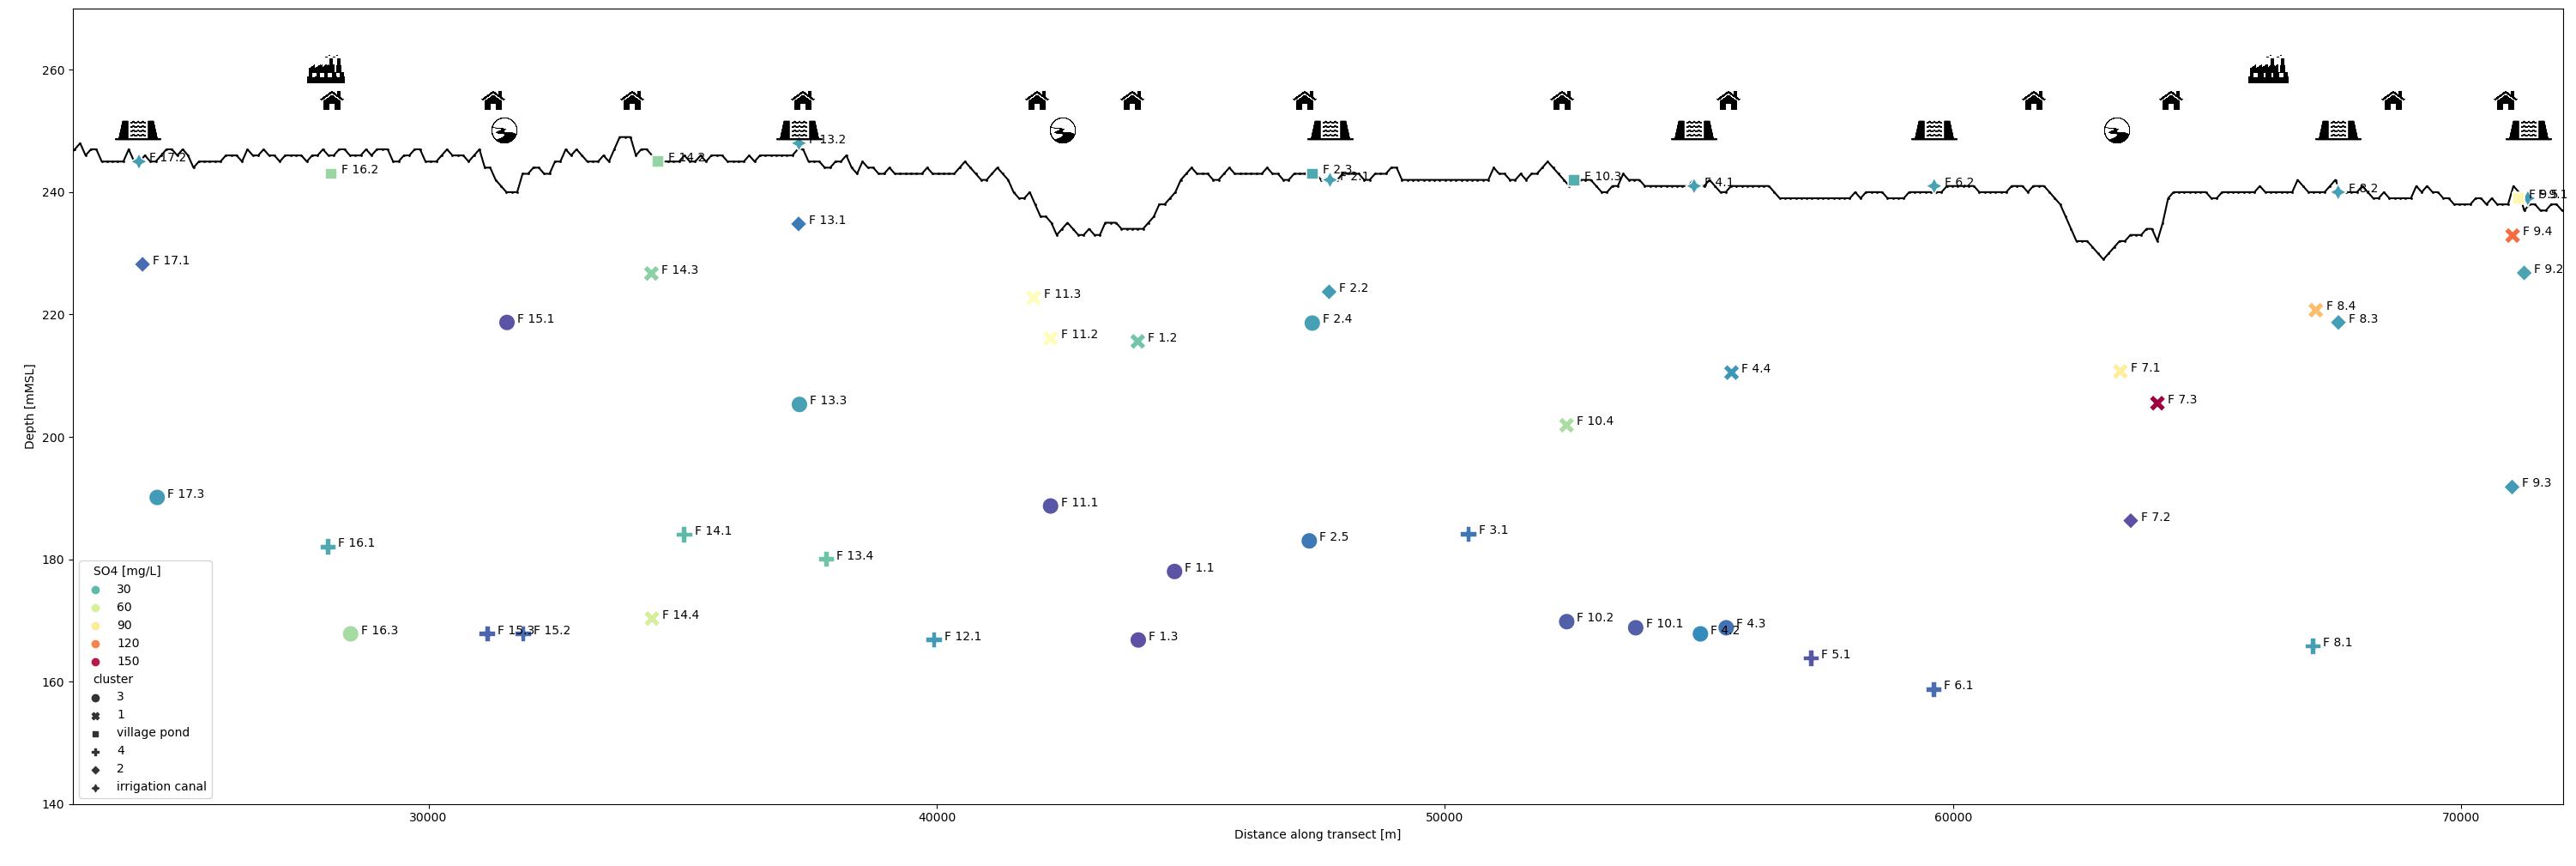 260
240
220
200
180
160
140
Depth [mMSL]
F 13.2
F 17.2
F 14.2
F 16.2
F 2.3
F 2.1
F 10.3
F 4.1
F 6.2
F 8.2
F 9.1
F 13.1
F 9.4
F 17.1
F 14.3
F 9.2
F 2.2
F 11.3
F 8.4
F 15.1
F 2.4
F 8.3
F 11.2
F 1.2
F 4.4
F 7.1
F 13.3
F 7.3
F 10.4
F 17.3
F 9.3
F 11.1
F 7.2
F 14.1
F 3.1
F 16.1
F 2.5
F 13.4
F 1.1
F 14.4
F 10.2
F 16.3
F 15.3
F 15.2
F 12.1
F 1.3
F 10.1
F 4.2
F 4.3
F 8.1
F 5.1
F 6.1
SO4 [mg/L]
30
60
90
120
150
cluster
3
1
village pond
4
2
irrigation canal
30000
40000
50000
60000
70000
Distance along transect [m]